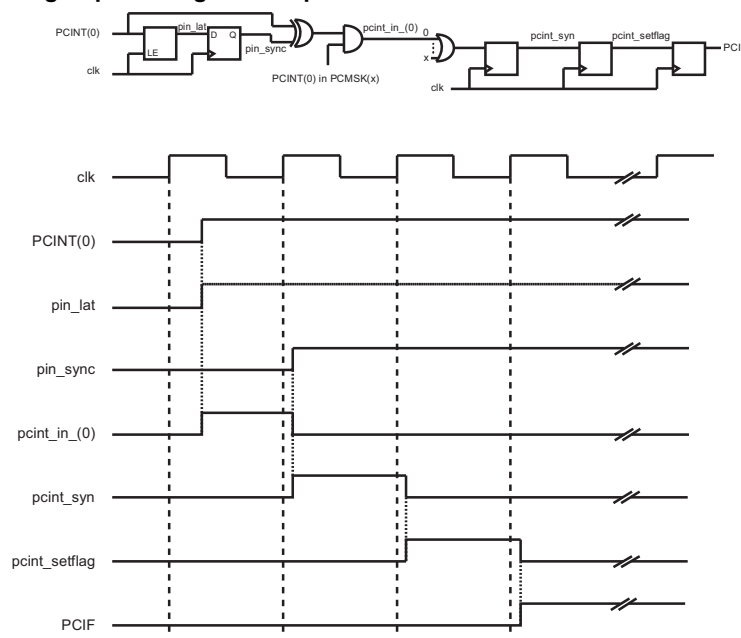 PCINT(0)
LE
pin_lat
D Q
pin_sync
clk
PCINT(0) in PCMSK(x)
pcint_in_(0)
0
x
clk
pcint_syn
pcint_setflag
PCI
clk
PCINT(0)
pin_lat
pin_sync
pcint_in_(0)
pcint_syn
pcint_setflag
PCIF